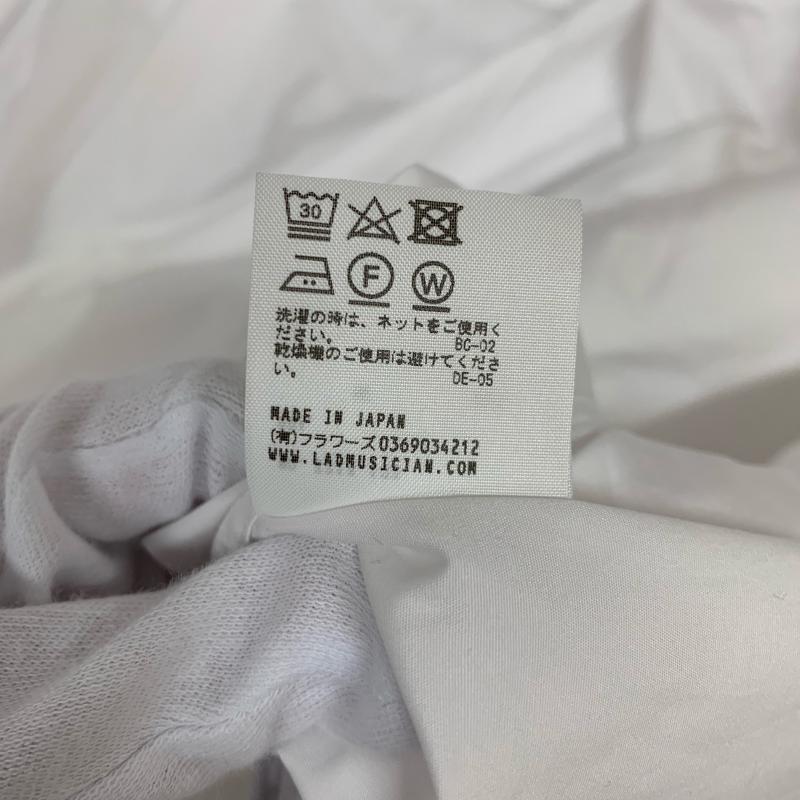 30
F W
洗濯の時は、ネットをご使用く
ださい。 BG-02
乾燥機のご使用は避けてくださ
い。 DE-05
MADE IN JAPAN
(有)フラワーズ0369034212
WWW.LADMUSICIAN.COM